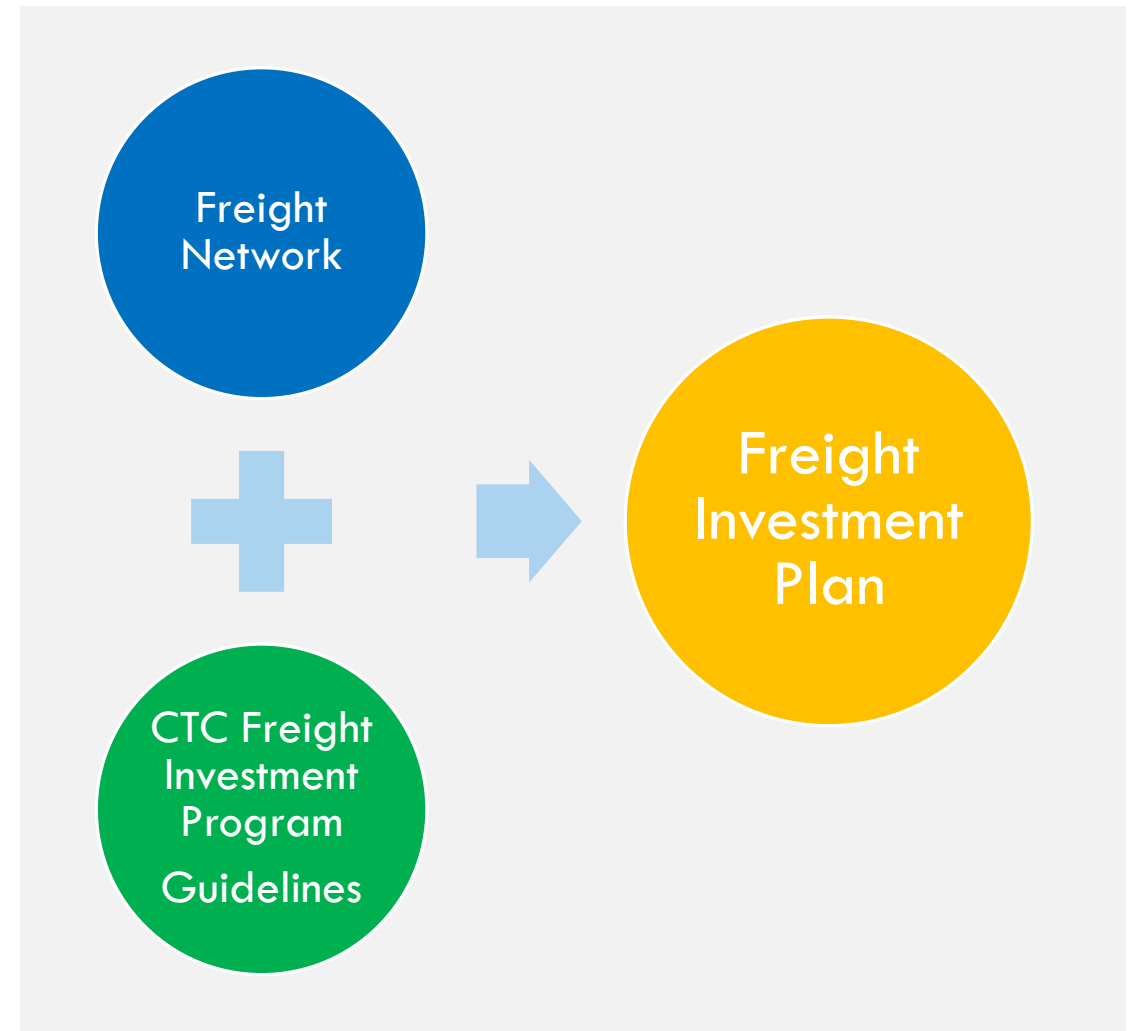 Freight
Network
CTC Freight
Investment
Program
Guidelines
Freight
Investment
Plan